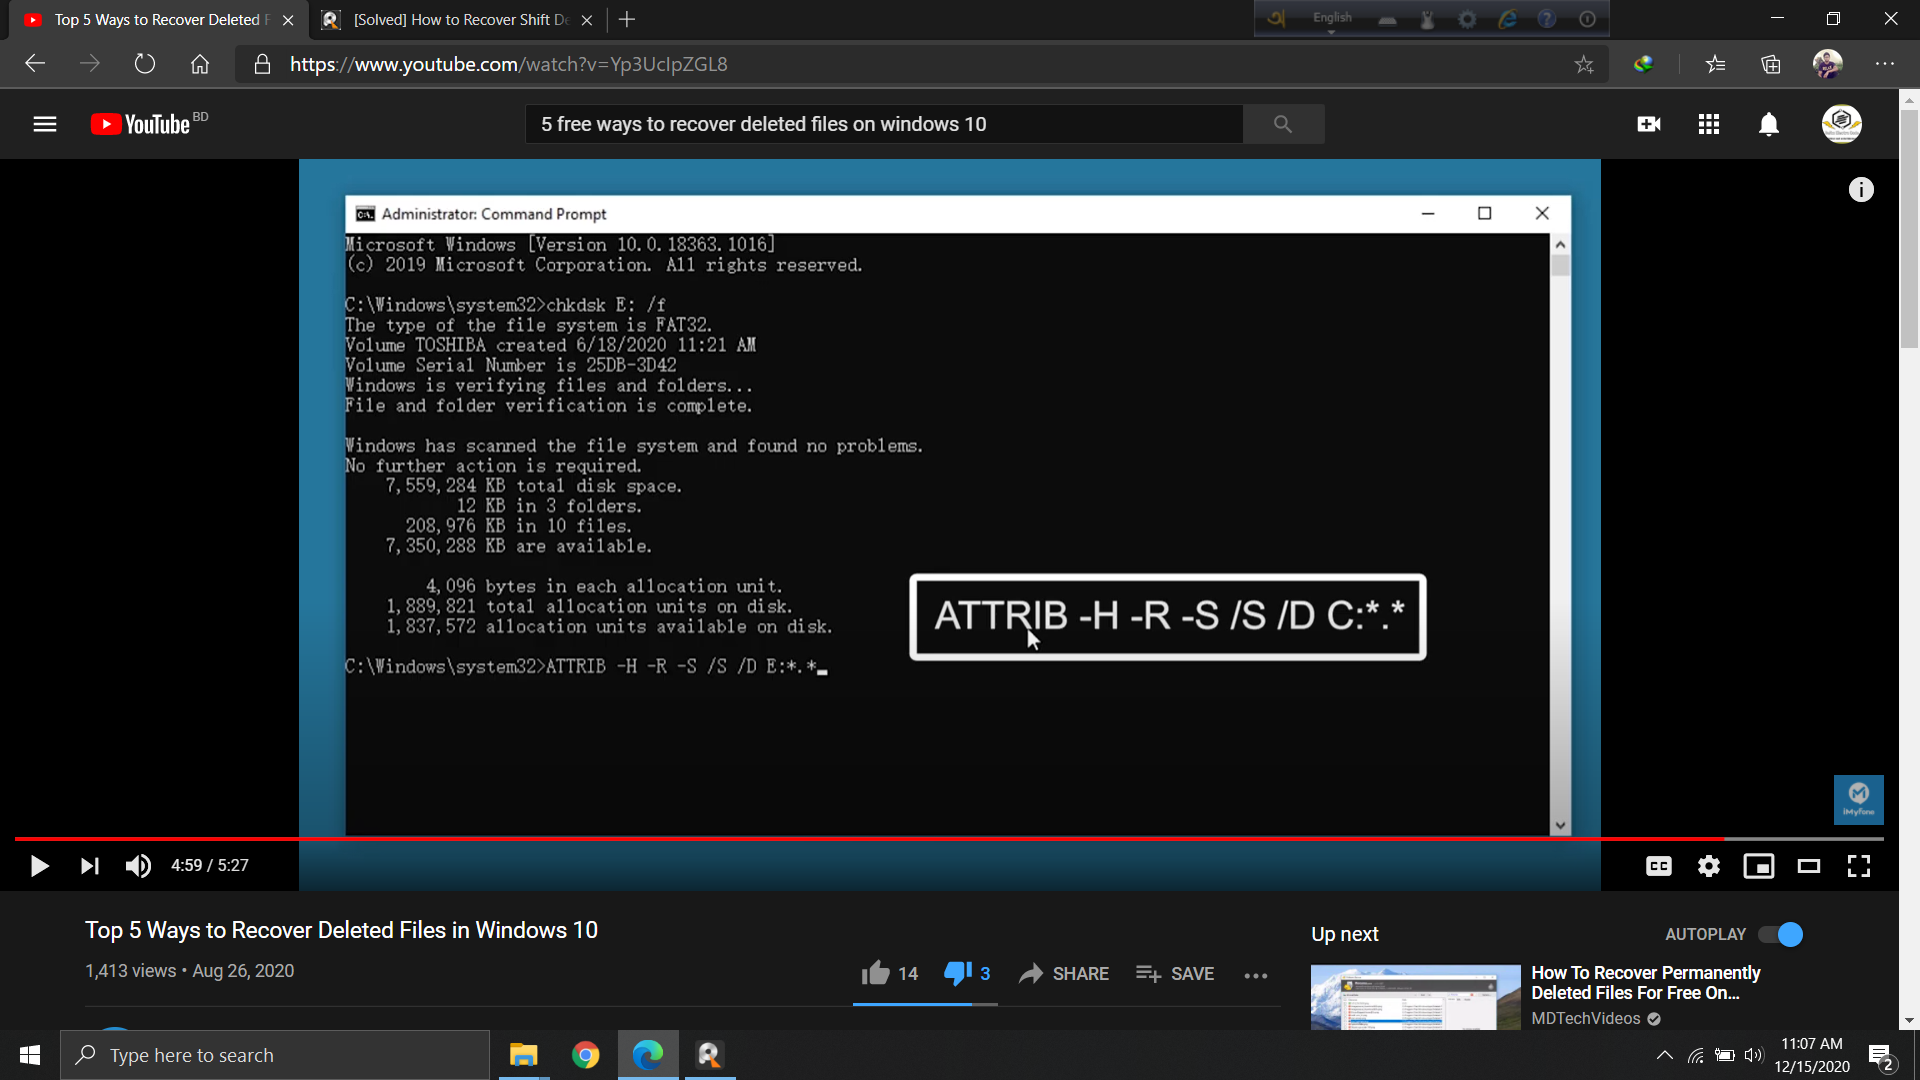 Top 5 Ways to Recover Deleted F
[Solved] How to Recover Shift De
English
https://www.youtube.com/watch?v=Yp3UcIpZGL8
YouTube BD
5 free ways to recover deleted files on windows 10
Administrator: Command Prompt
Microsoft Windows [Version 10.0.18363.1016]
(c) 2019 Microsoft Corporation. All rights reserved.
C:\Windows\system32>chkdsk E: /f
The type of the file system is FAT32.
Volume TOSHIBA created 6/18/2020 11:21 AM
Volume Serial Number is 25DB-3D42
Windows is verifying files and folders...
File and folder verification is complete.
Windows has scanned the file system and found no problems.
No further action is required.
7,559,284 KB total disk space.
12 KB in 3 folders.
208,976 KB in 10 files.
7,350,288 KB are available.
4,096 bytes in each allocation unit.
1,889,821 total allocation units on disk.
1,837,572 allocation units available on disk.
C:\Windows\system32>ATTRIB -H -R -S /S /D E:*.*_
ATTRIB -H -R -S /S /D C:*.*
iMyFone
4:59 / 5:27
CC
Top 5 Ways to Recover Deleted Files in Windows 10
1,413 views • Aug 26, 2020
14
3
SHARE
SAVE
Up next
AUTOPLAY
How To Recover Permanently
Deleted Files For Free On...
MDTechVideos
Type here to search
11:07 AM
12/15/2020
2